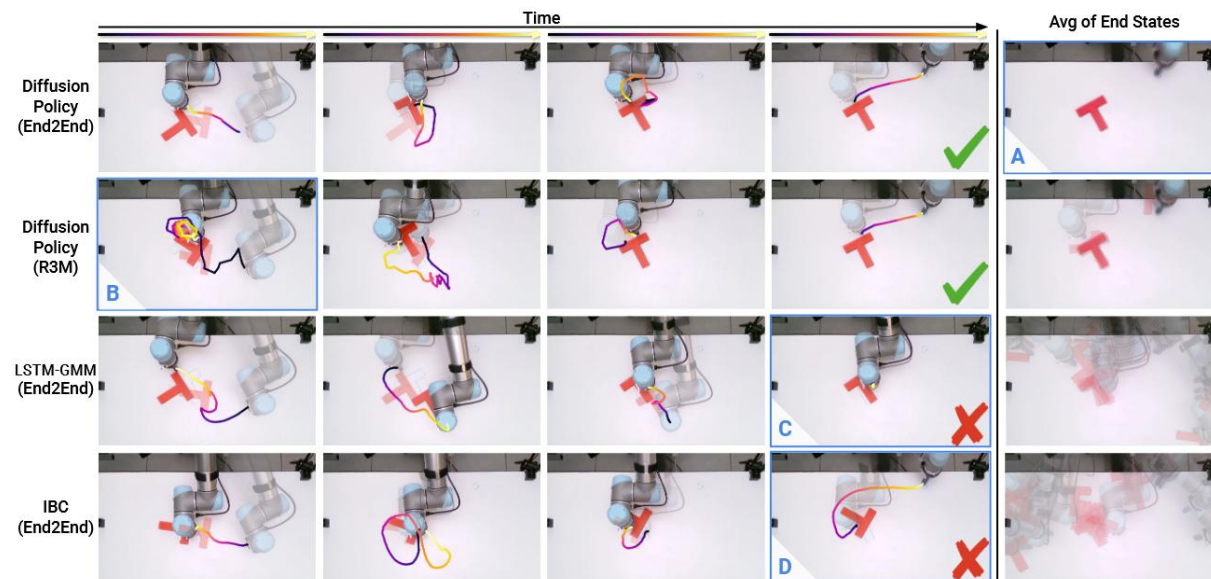 Time
Avg of End States
Diffusion
Policy
(End2End)
A
Diffusion
Policy
(R3M)
B
LSTM-GMM
(End2End)
C
IBC
(End2End)
D